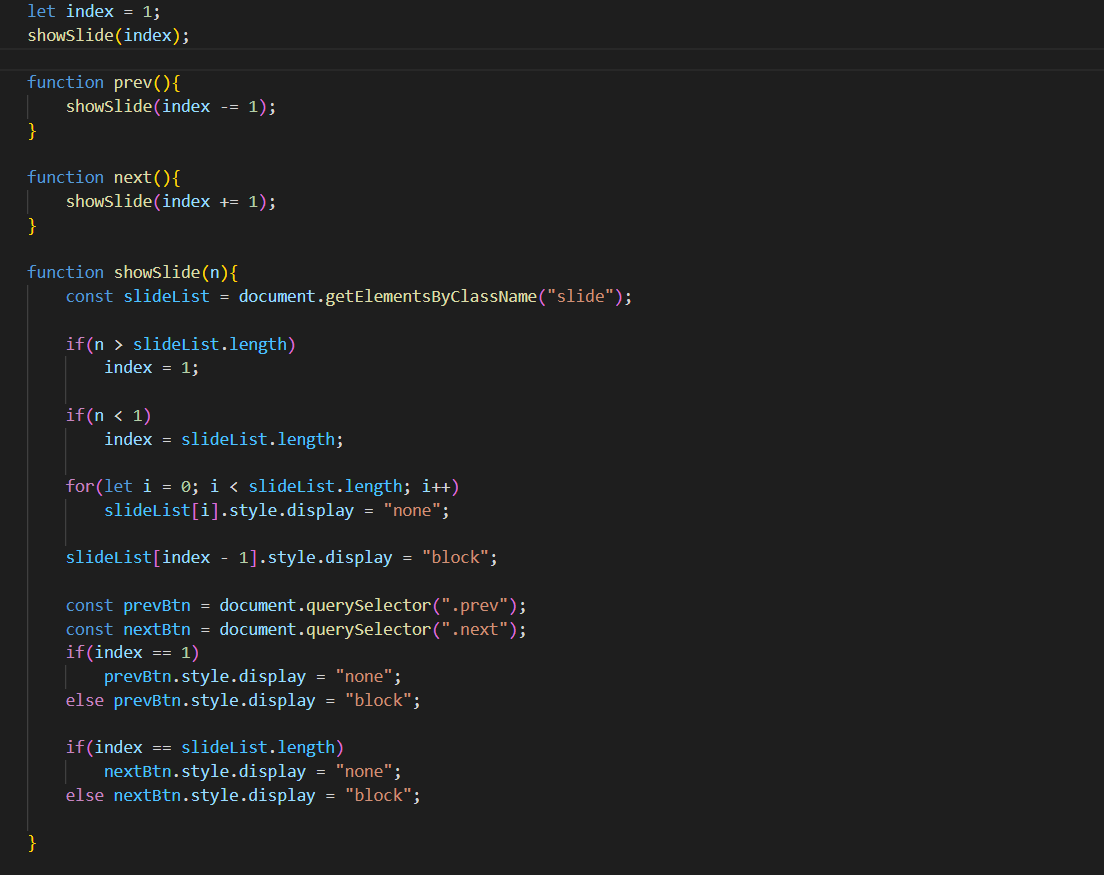 let index = 1;
showSlide(index);
function prev(){
showSlide(index -= 1);
}
function next(){
showSlide(index += 1);
}
function showSlide(n){
const slideList = document.getElementsByClassName("slide");
if(n > slideList.length)
index = 1;
if(n < 1)
index = slideList.length;
for(let i = 0; i < slideList.length; i++)
slideList[i].style.display = "none";
slideList[index - 1].style.display = "block";
const prevBtn = document.querySelector(".prev");
const nextBtn = document.querySelector(".next");
if(index == 1)
prevBtn.style.display = "none";
else prevBtn.style.display = "block";
if(index == slideList.length)
nextBtn.style.display = "none";
else nextBtn.style.display = "block";
}